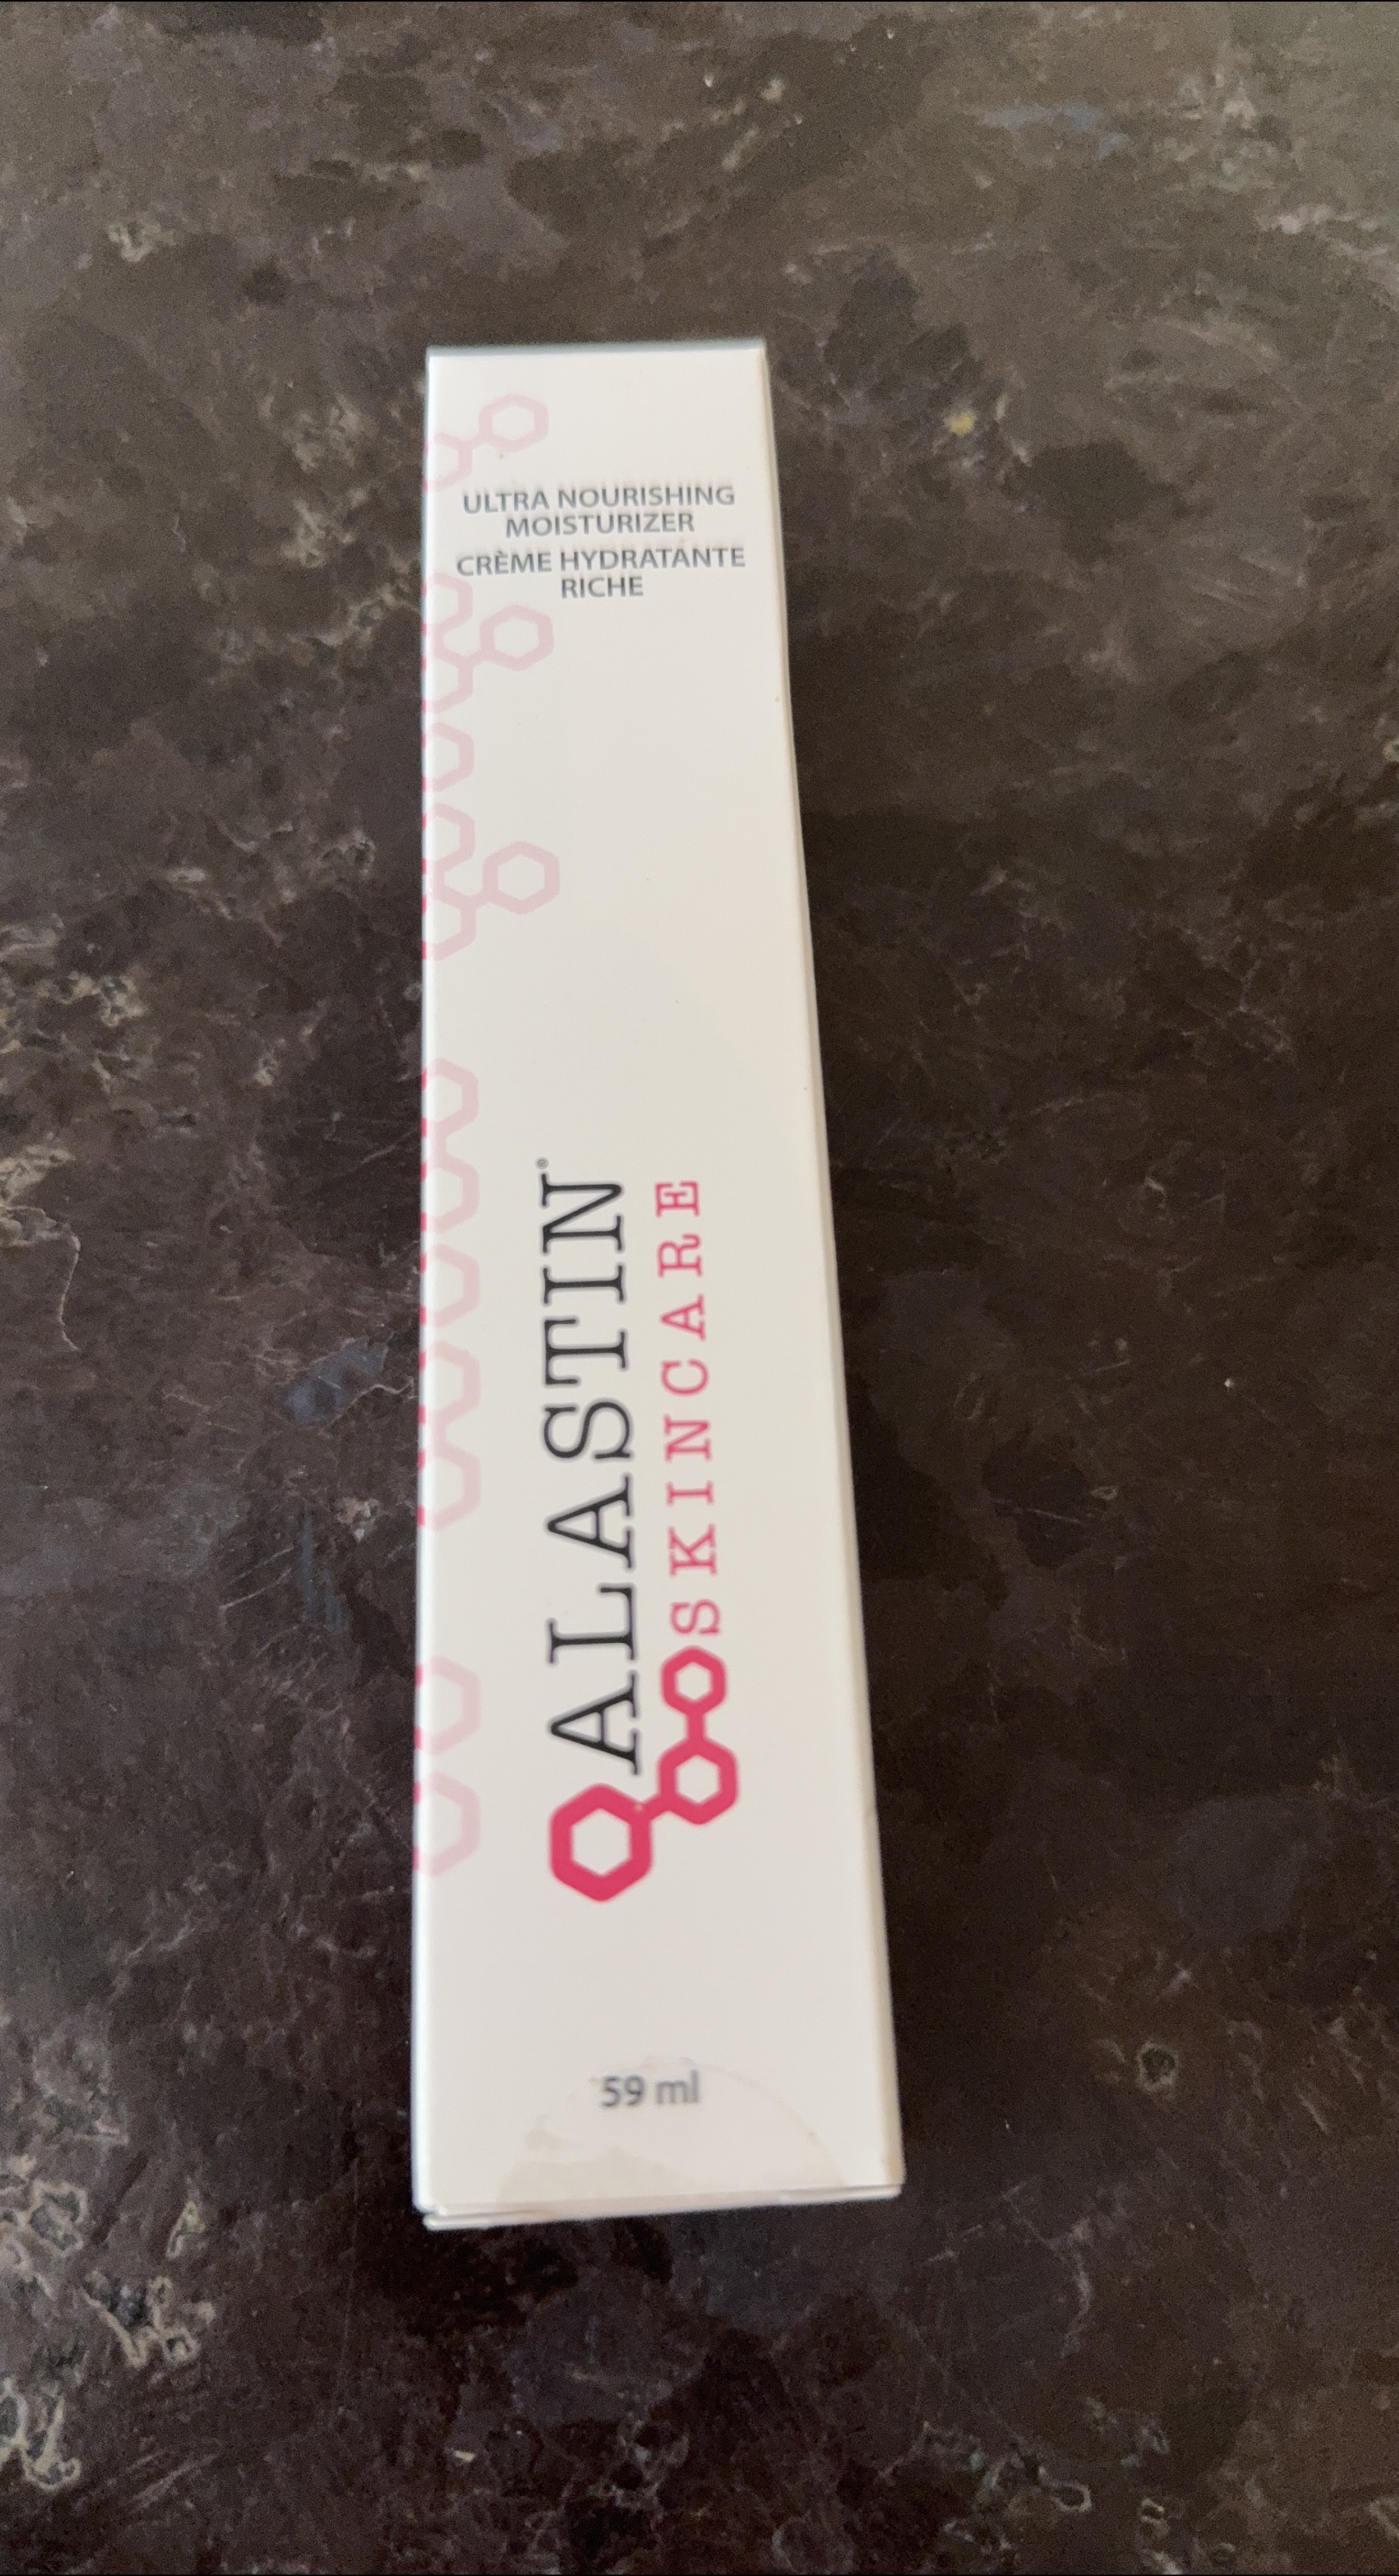 ULTRA NOURISHING
MOISTURIZER
CRÈME HYDRATANTE
RICHE
ALASTIN®
SKINCARE
59 ml